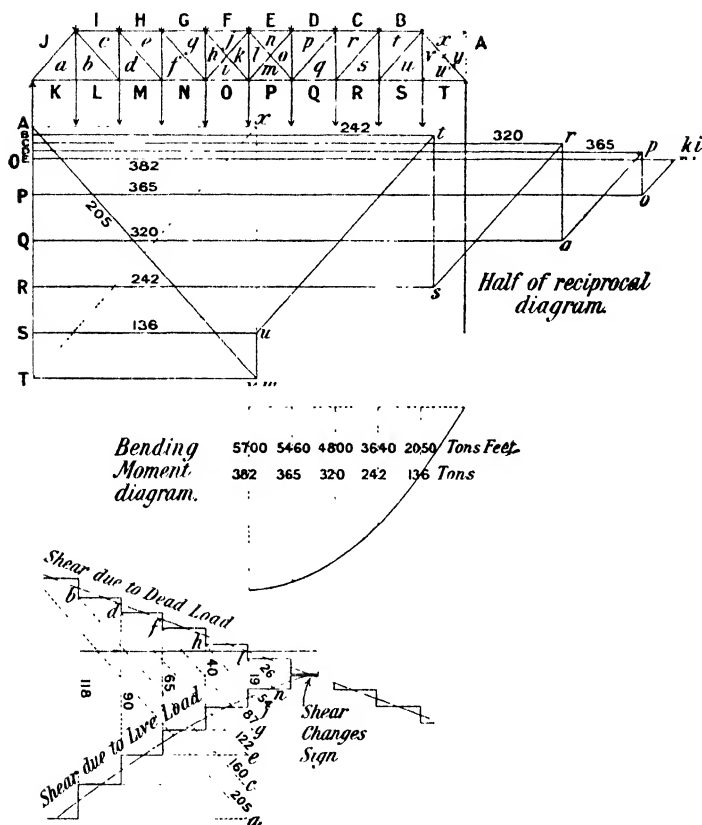 J I H G F E D C B x A
a b c d e f g h i j k l m n o p q r s t u v u y
K L M N O P Q R S T
A x 242 t
B
C 320 r
D 365 p
O E 382 ki
P 365 o
205
Q 320 a
R 242 s
Half of reciprocal
diagram.
S 136 u
T
Bending 5700 5460 4800 3640 2050 Tons Feet.
Moment 382 365 320 242 136 Tons
diagram.
Shear due to Dead Load
b d f h l
118 90 65 40 19 26
54 n
87 g
122 e
160 c
205 a
Shear due to Live Load
Shear
Changes
Sign